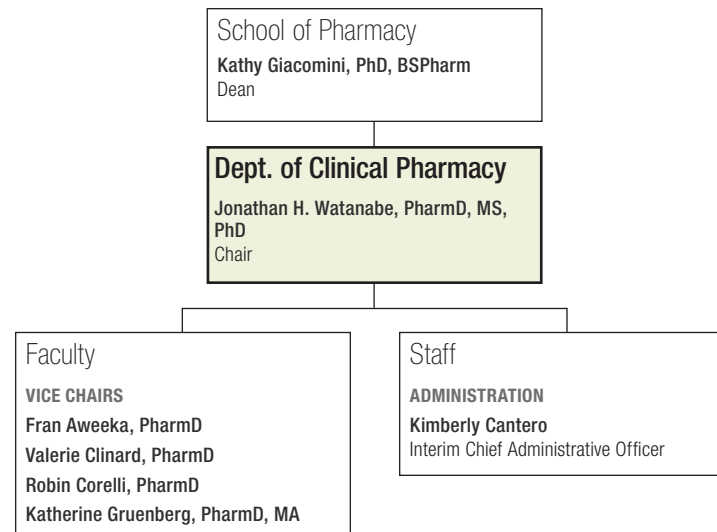 School of Pharmacy
Kathy Giacomini, PhD, BSPharm
Dean
Dept. of Clinical Pharmacy
Jonathan H. Watanabe, PharmD, MS,
PhD
Chair
Faculty
VICE CHAIRS
Fran Aweeka, PharmD
Valerie Clinard, PharmD
Robin Corelli, PharmD
Katherine Gruenberg, PharmD, MA
Staff
ADMINISTRATION
Kimberly Cantero
Interim Chief Administrative Officer